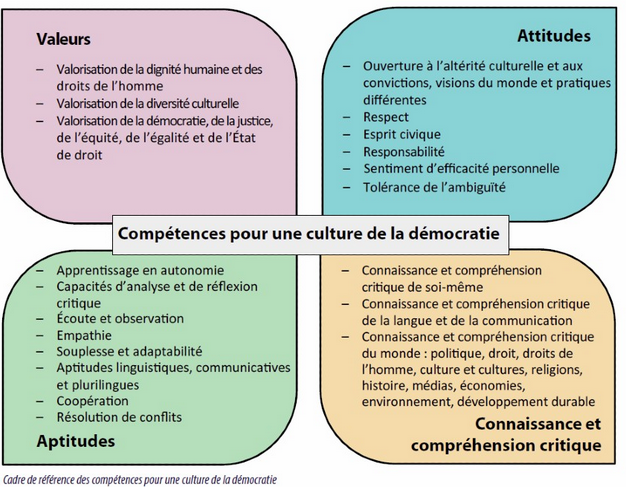 Valeurs
– Valorisation de la dignité humaine et des
droits de l'homme
– Valorisation de la diversité culturelle
– Valorisation de la démocratie, de la justice,
de l'équité, de l'égalité et de l'État
de droit
Attitudes
– Ouverture à l'altérité culturelle et aux
convictions, visions du monde et pratiques
différentes
– Respect
– Esprit civique
– Responsabilité
– Sentiment d'efficacité personnelle
– Tolérance de l'ambiguïté
Compétences pour une culture de la démocratie
– Apprentissage en autonomie
– Capacités d'analyse et de réflexion
critique
– Écoute et observation
– Empathie
– Souplesse et adaptabilité
– Aptitudes linguistiques, communicatives
et plurilingues
– Coopération
– Résolution de conflits
Aptitudes
– Connaissance et compréhension
critique de soi-même
– Connaissance et compréhension critique
de la langue et de la communication
– Connaissance et compréhension critique
du monde : politique, droit, droits de
l'homme, culture et cultures, religions,
histoire, médias, économies,
environnement, développement durable
Connaissance et
compréhension critique
Cadre de référence des compétences pour une culture de la démocratie